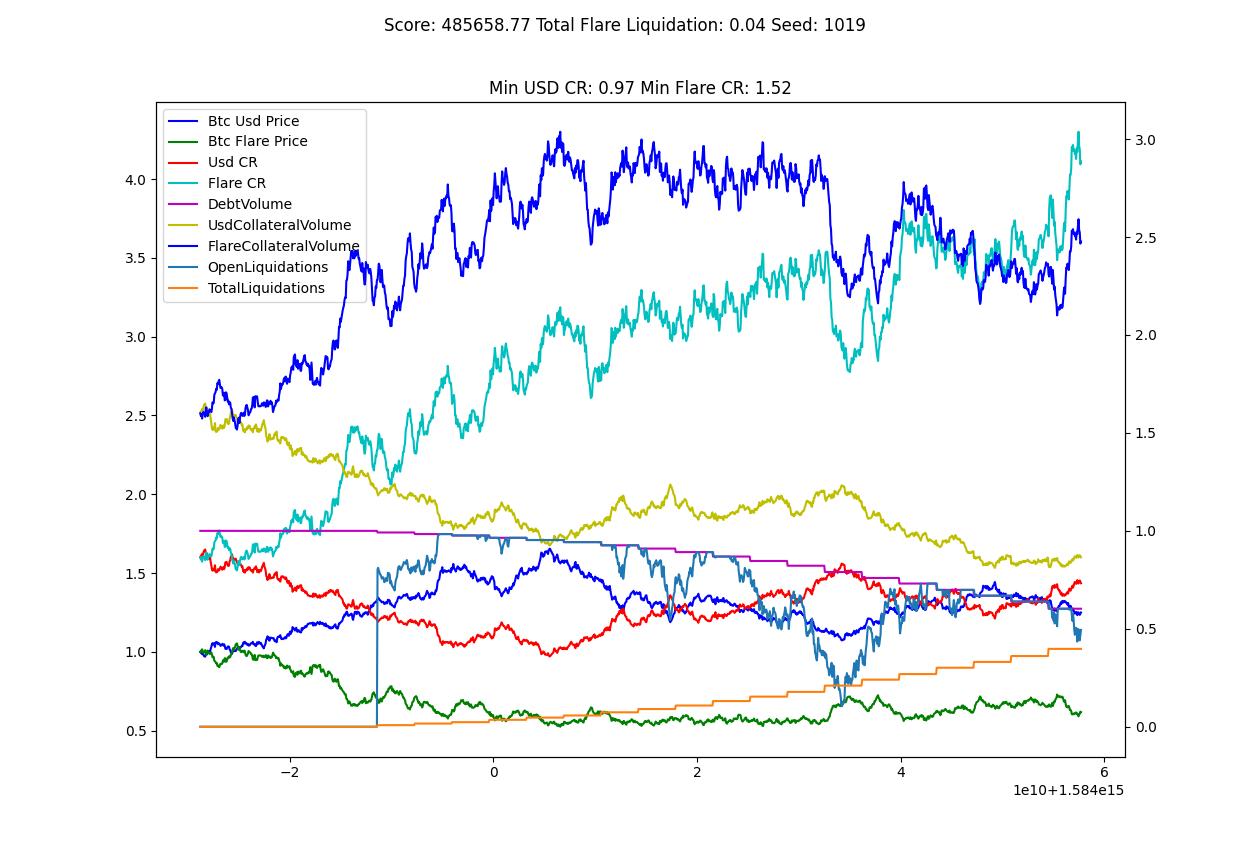 Score: 485658.77 Total Flare Liquidation: 0.04 Seed: 1019
Min USD CR: 0.97 Min Flare CR: 1.52
Btc Usd Price
Btc Flare Price
Usd CR
Flare CR
DebtVolume
UsdCollateralVolume
FlareCollateralVolume
OpenLiquidations
TotalLiquidations
4.0
3.5
3.0
2.5
2.0
1.5
1.0
0.5
3.0
2.5
2.0
1.5
1.0
0.5
0.0
−2
0
2
4
6
1e10+1.584e15